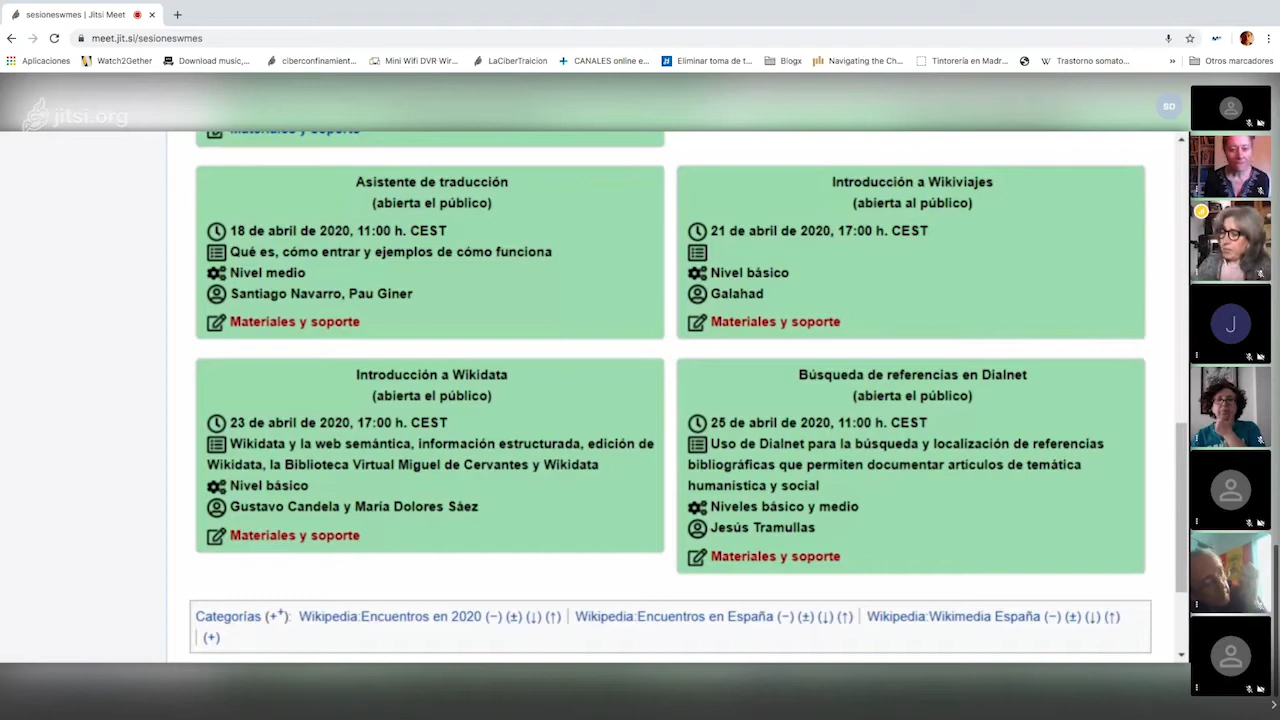 sesioneswmes | Jitsi Meet
meet.jit.si/sesioneswmes
Aplicaciones
Watch2Gether
Download music,...
ciberconfinamient...
Mini Wifi DVR Wir...
LaCiberTraicion
CANALES online e...
Eliminar toma de t...
Blogx
Navigating the Ch...
Tintorería en Madr...
Trastorno somato...
»
Otros marcadores
jitsi.org
SD
Materiales y soporte
Asistente de traducción
(abierta el público)
18 de abril de 2020, 11:00 h. CEST
Qué es, cómo entrar y ejemplos de cómo funciona
Nivel medio
Santiago Navarro, Pau Giner
Materiales y soporte
Introducción a Wikiviajes
(abierta al público)
21 de abril de 2020, 17:00 h. CEST
Nivel básico
Galahad
Materiales y soporte
Introducción a Wikidata
(abierta el público)
23 de abril de 2020, 17:00 h. CEST
Wikidata y la web semántica, información estructurada, edición de
Wikidata, la Biblioteca Virtual Miguel de Cervantes y Wikidata
Nivel básico
Gustavo Candela y María Dolores Sáez
Materiales y soporte
Búsqueda de referencias en Dialnet
(abierta el público)
25 de abril de 2020, 11:00 h. CEST
Uso de Dialnet para la búsqueda y localización de referencias
bibliográficas que permiten documentar artículos de temática
humanística y social
Niveles básico y medio
Jesús Tramullas
Materiales y soporte
Categorías (++): Wikipedia:Encuentros en 2020 (−) (±) (↓) (↑) | Wikipedia:Encuentros en España (−) (±) (↓) (↑) | Wikipedia:Wikimedia España (−) (±) (↓) (↑)
| (+)
J